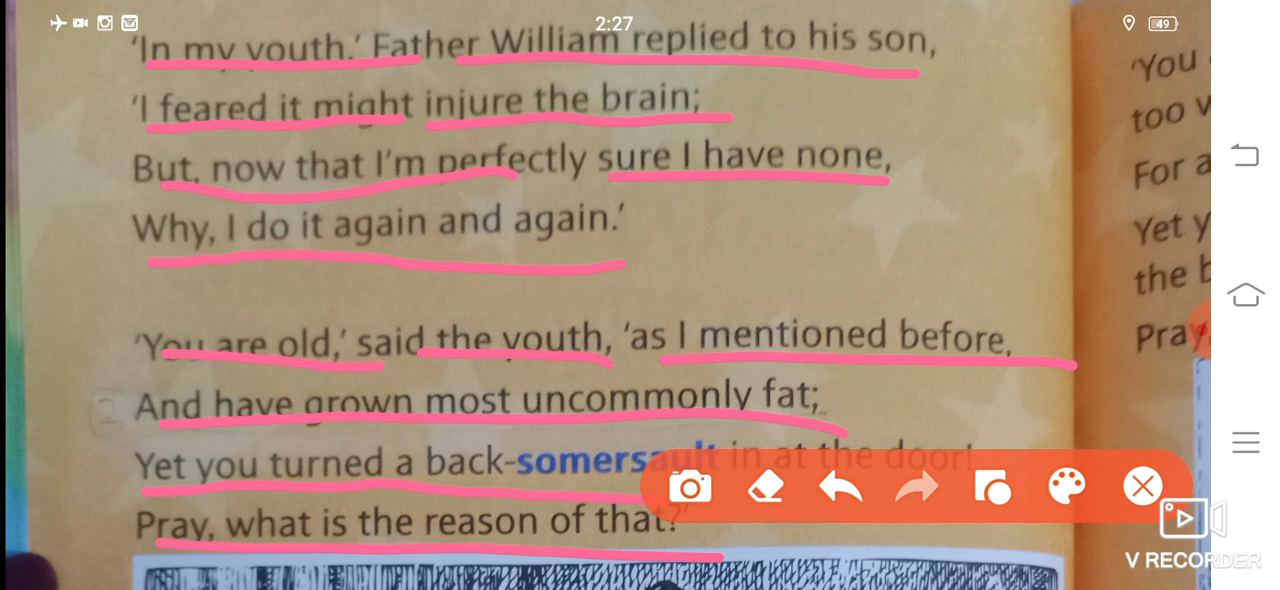 2:27
49
'In my youth,' Father William replied to his son,
'I feared it might injure the brain;
But, now that I'm perfectly sure I have none,
Why, I do it again and again.'
'You are old,' said the youth, 'as I mentioned before,
And have grown most uncommonly fat;
Yet you turned a back-somersault in at the door!
Pray, what is the reason of that?'
'You
too
For a
Yet
the
Pray,
V RECORDER